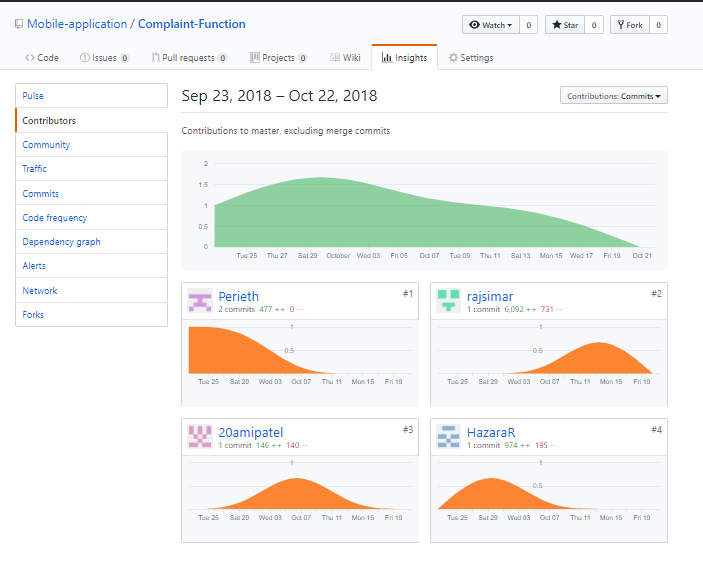 Mobile-application / Complaint-Function
Watch 0 Star 0 Fork 0
Code Issues 0 Pull requests 0 Projects 0 Wiki Insights Settings
Pulse
Contributors
Community
Traffic
Commits
Code frequency
Dependency graph
Alerts
Network
Forks
Sep 23, 2018 – Oct 22, 2018
Contributions: Commits
Contributions to master, excluding merge commits
2
1.5
1
0.5
0
Tue 25 Thu 27 Sat 29 October Wed 03 Fri 05 Oct 07 Tue 09 Thu 11 Sat 13 Mon 15 Wed 17 Fri 19 Oct 21
Perieth #1
2 commits 477 ++ 0 --
1
0.5
Tue 25 Sat 29 Wed 03 Oct 07 Thu 11 Mon 15 Fri 19
rajsimar #2
1 commit 6,092 ++ 731 --
1
0.5
Tue 25 Sat 29 Wed 03 Oct 07 Thu 11 Mon 15 Fri 19
20amipatel #3
1 commit 146 ++ 140 --
1
Tue 25 Sat 29 Wed 03 Oct 07 Thu 11 Mon 15 Fri 19
HazaraR #4
1 commit 974 ++ 195 --
1
0.5
Tue 25 Sat 29 Wed 03 Oct 07 Thu 11 Mon 15 Fri 19